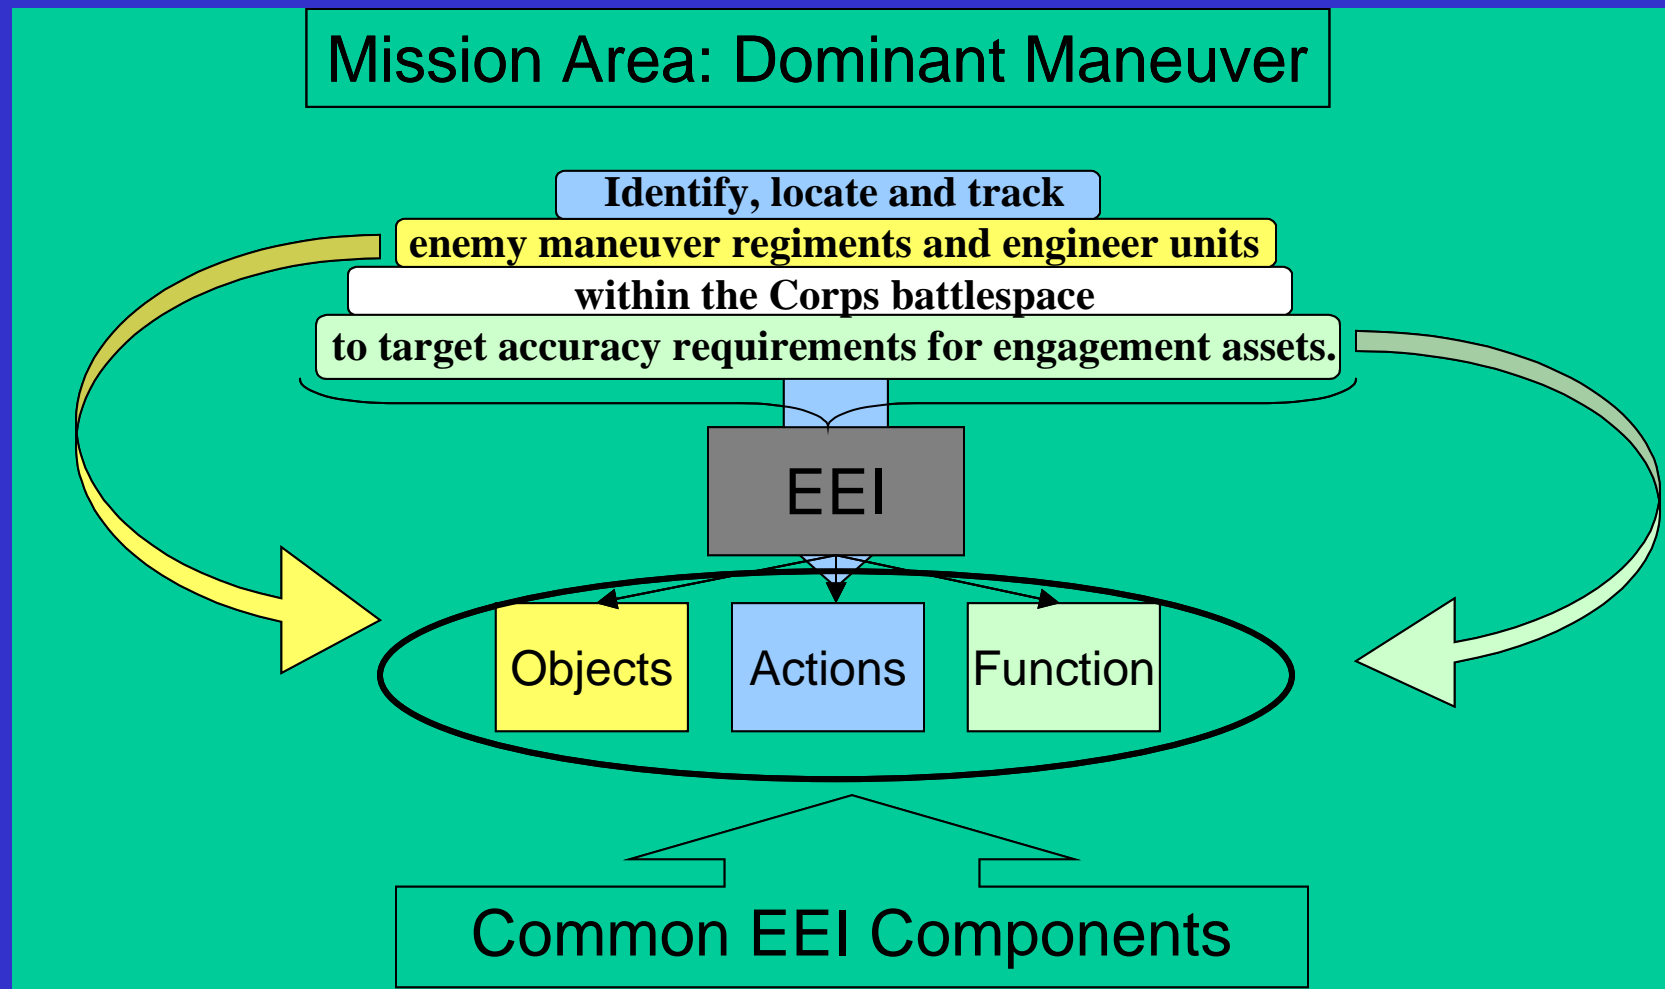 Mission Area: Dominant Maneuver
Identify, locate and track
enemy maneuver regiments and engineer units
within the Corps battlespace
to target accuracy requirements for engagement assets.
EEI
Objects
Actions
Function
Common EEI Components